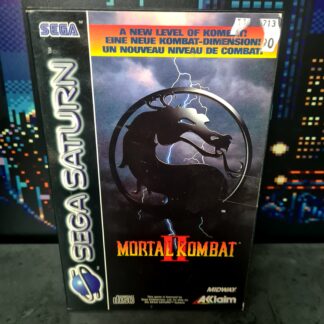 SEGA
A NEW LEVEL OF KOMBAT!
EINE NEUE KOMBAT-DIMENSION!
UN NOUVEAU NIVEAU DE COMBAT.
SEGA SATURN
MORTAL KOMBAT
II
MIDWAY
AKlaim